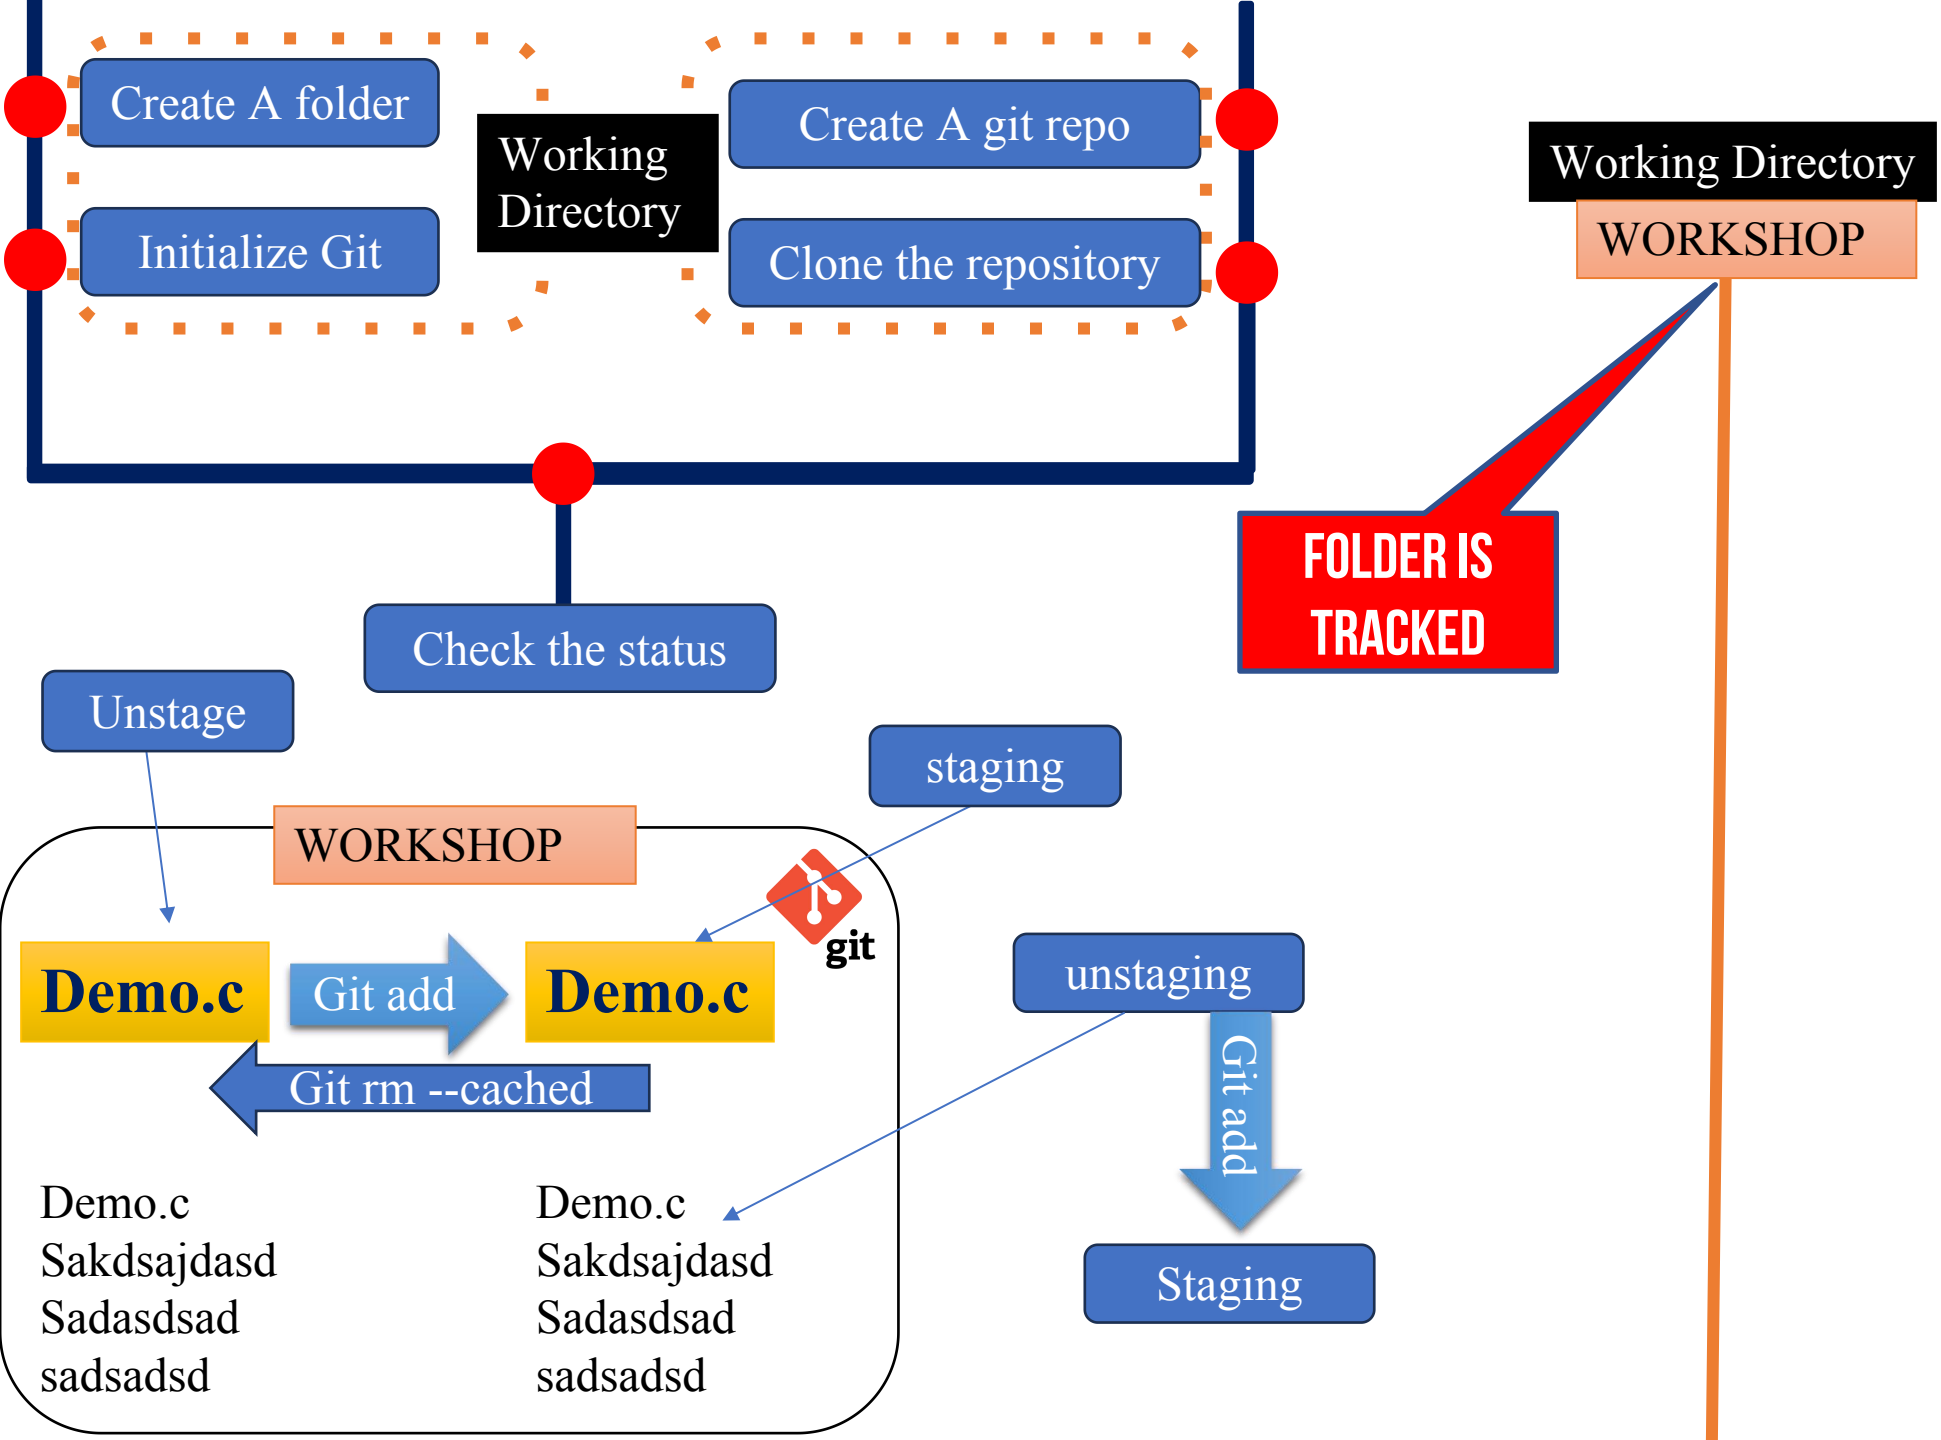 Create A folder
Initialize Git
Working
Directory
Create A git repo
Clone the repository
Working Directory
WORKSHOP
FOLDER IS
TRACKED
Check the status
Unstage
staging
WORKSHOP
git
Demo.c
Git add
Demo.c
Git rm --cached
unstaging
Git add
Staging
Demo.c
Sakdsajdasd
Sadasdsad
sadsadsd
Demo.c
Sakdsajdasd
Sadasdsad
sadsadsd